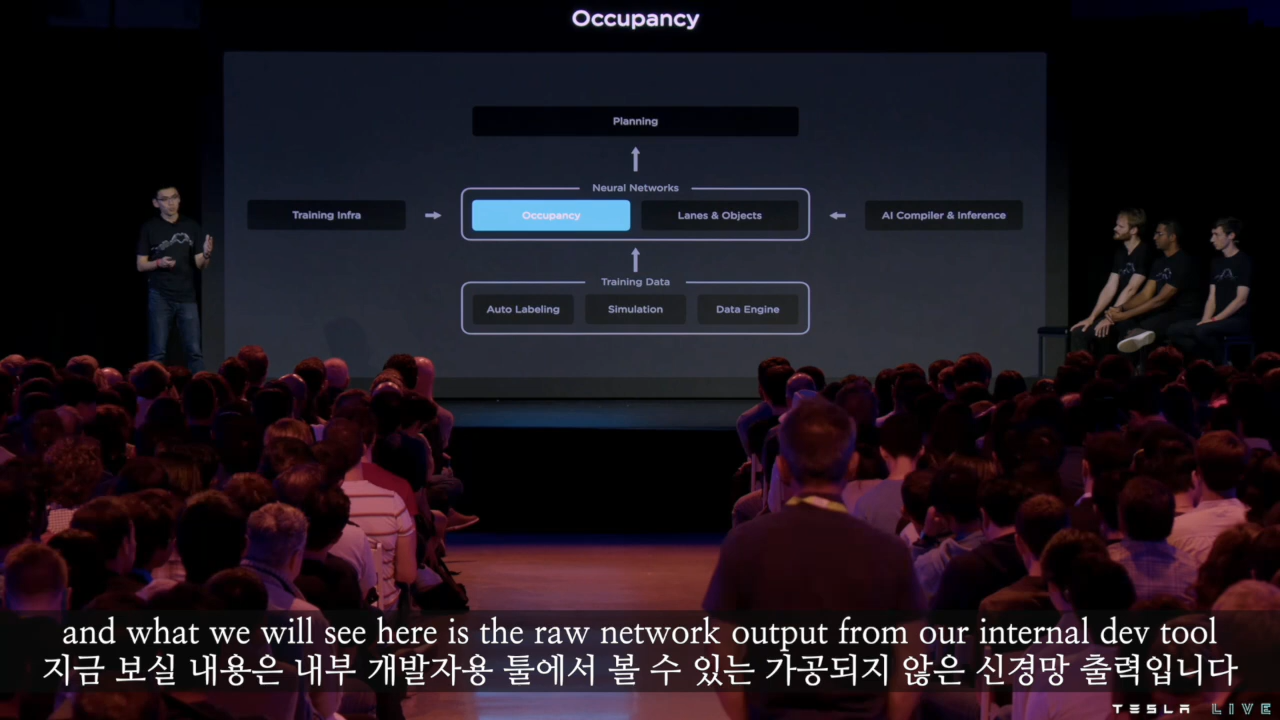 Occupancy
Planning
Neural Networks
Training Infra
Occupancy
Lanes & Objects
AI Compiler & Inference
Training Data
Auto Labeling
Simulation
Data Engine
and what we will see here is the raw network output from our internal dev tool
지금 보실 내용은 내부 개발자용 툴에서 볼 수 있는 가공되지 않은 신경망 출력입니다
TESLA LIVE